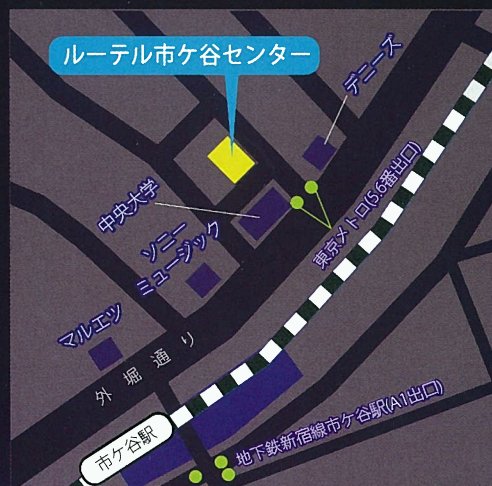 ルーテル市ケ谷センター
デニーズ
中央大学
ソニー
ミュージック
東京メトロ(5.6番出口)
マルエツ
外堀通り
市ケ谷駅
地下鉄新宿線市ケ谷駅(A1出口)